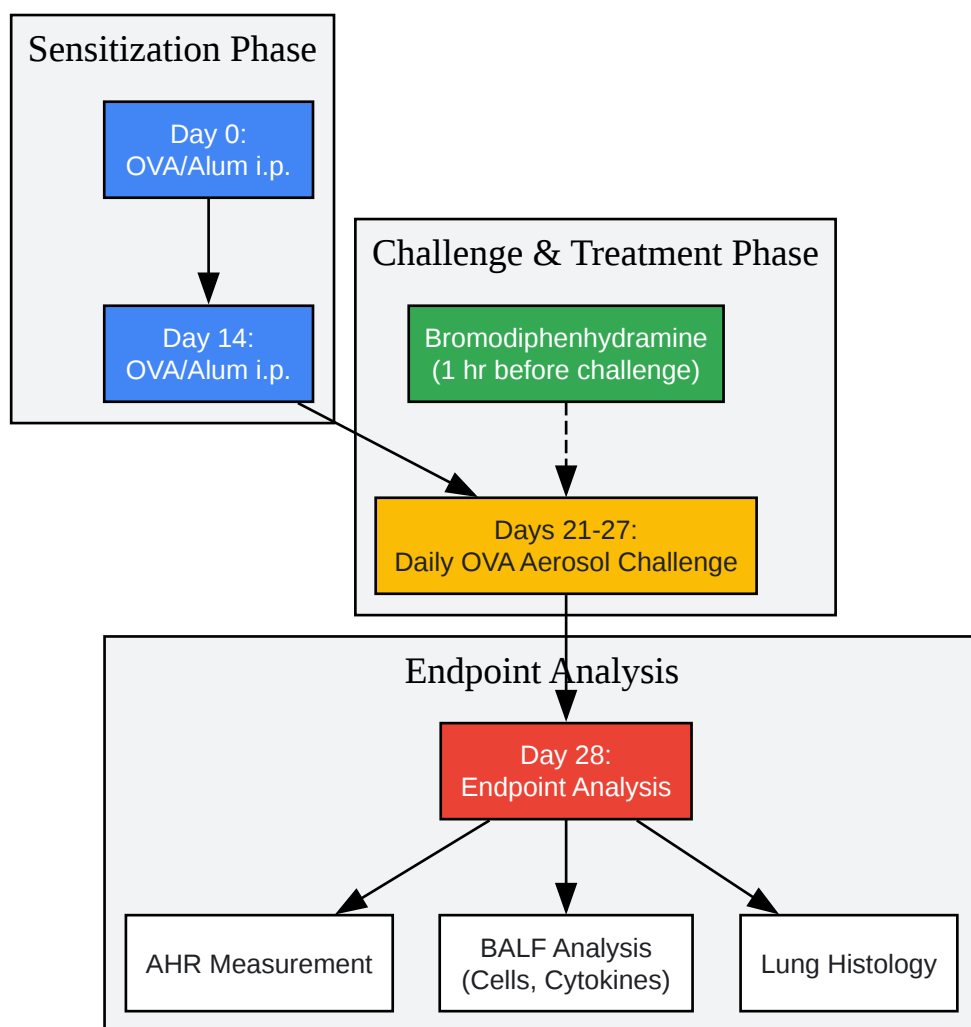 Sensitization Phase
Day 0:
OVA/Alum i.p.
Day 14:
OVA/Alum i.p.
Challenge & Treatment Phase
Bromodiphenhydramine
(1 hr before challenge)
Days 21-27:
Daily OVA Aerosol Challenge
Endpoint Analysis
Day 28:
Endpoint Analysis
AHR Measurement
BALF Analysis
(Cells, Cytokines)
Lung Histology